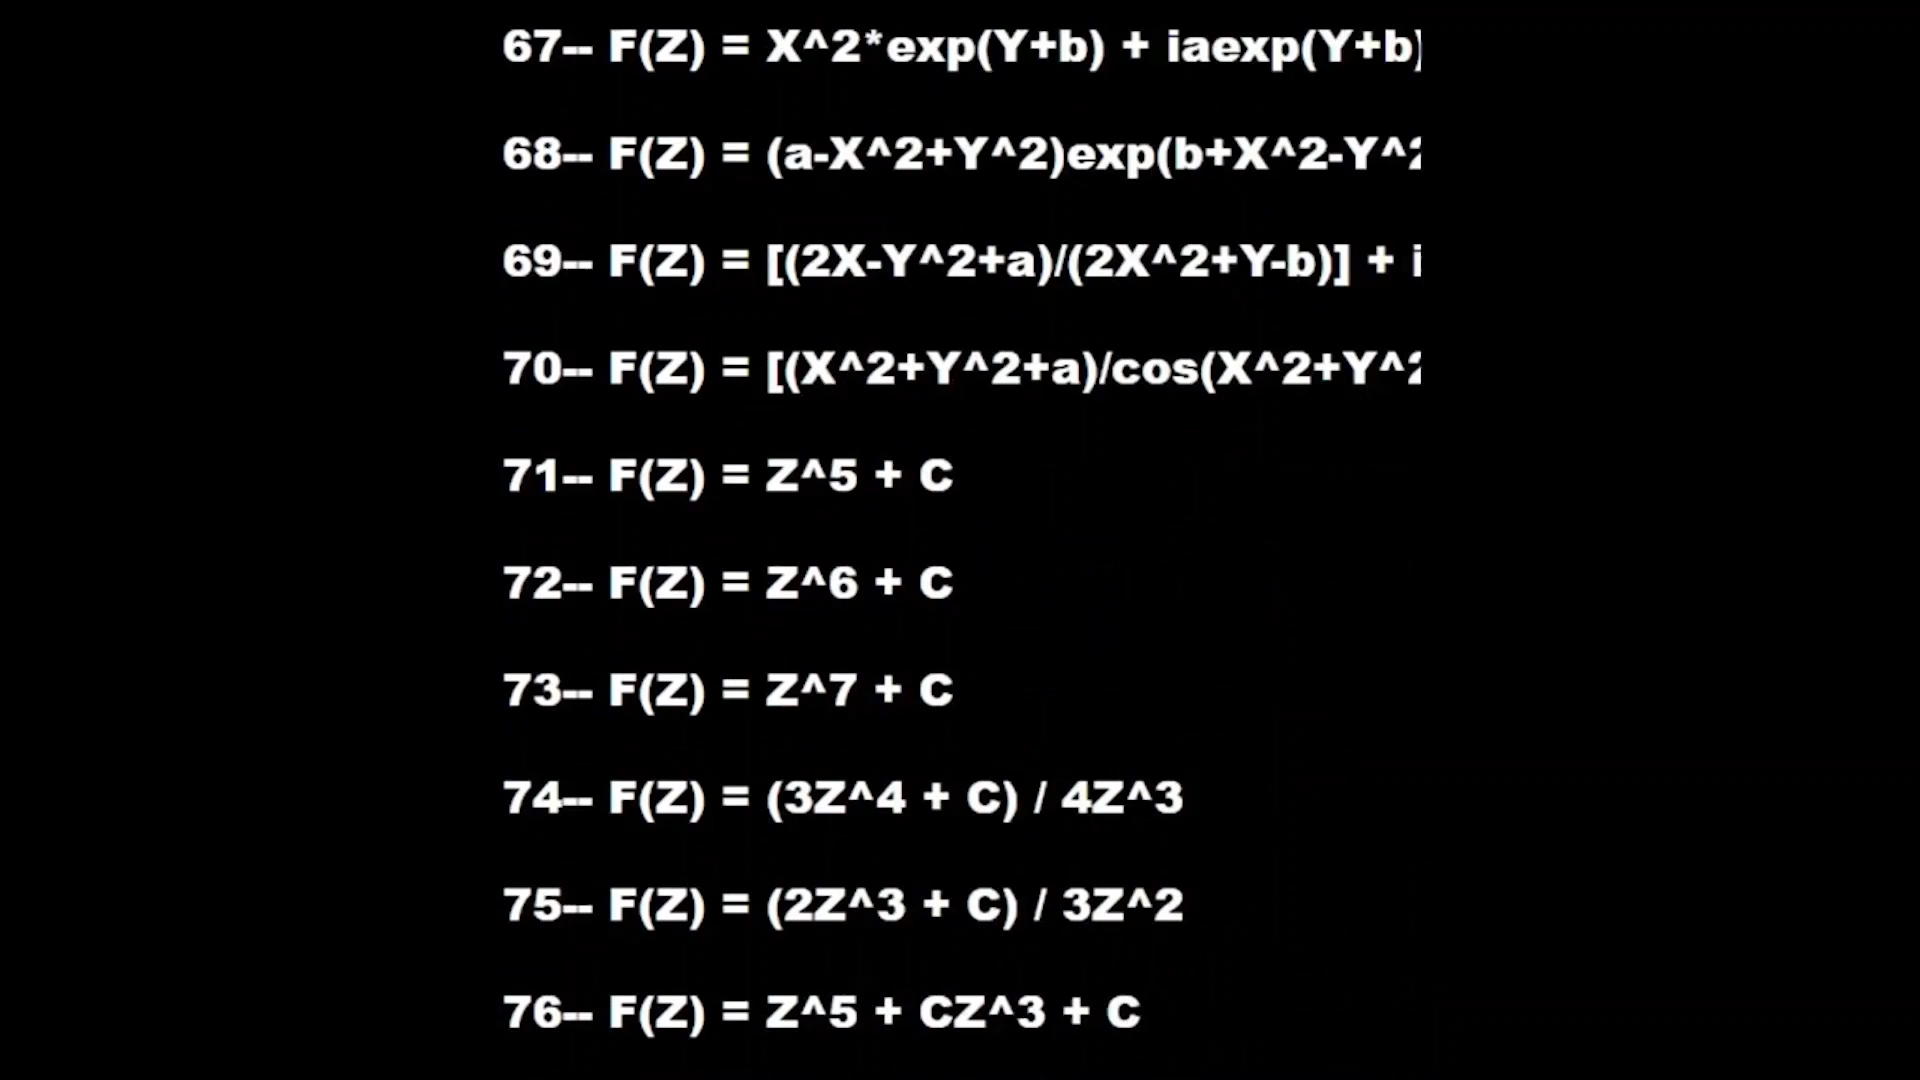 67-- F(Z) = X^2*exp(Y+b) + iaexp(Y+b)
68-- F(Z) = (a-X^2+Y^2)exp(b+X^2-Y^2
69-- F(Z) = [(2X-Y^2+a)/(2X^2+Y-b)] + i
70-- F(Z) = [(X^2+Y^2+a)/cos(X^2+Y^2
71-- F(Z) = Z^5 + C
72-- F(Z) = Z^6 + C
73-- F(Z) = Z^7 + C
74-- F(Z) = (3Z^4 + C) / 4Z^3
75-- F(Z) = (2Z^3 + C) / 3Z^2
76-- F(Z) = Z^5 + CZ^3 + C